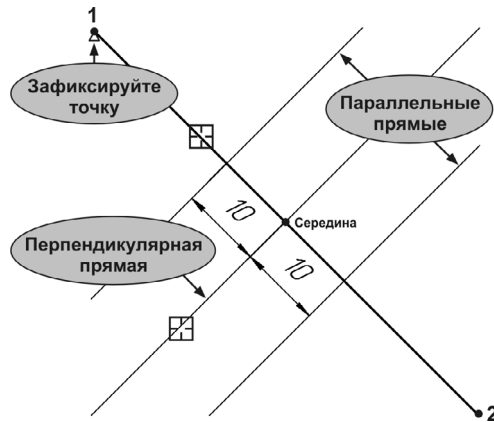 1
Зафиксируйте
точку
Параллельные
прямые
10
Середина
Перпендикулярная
прямая
10
2